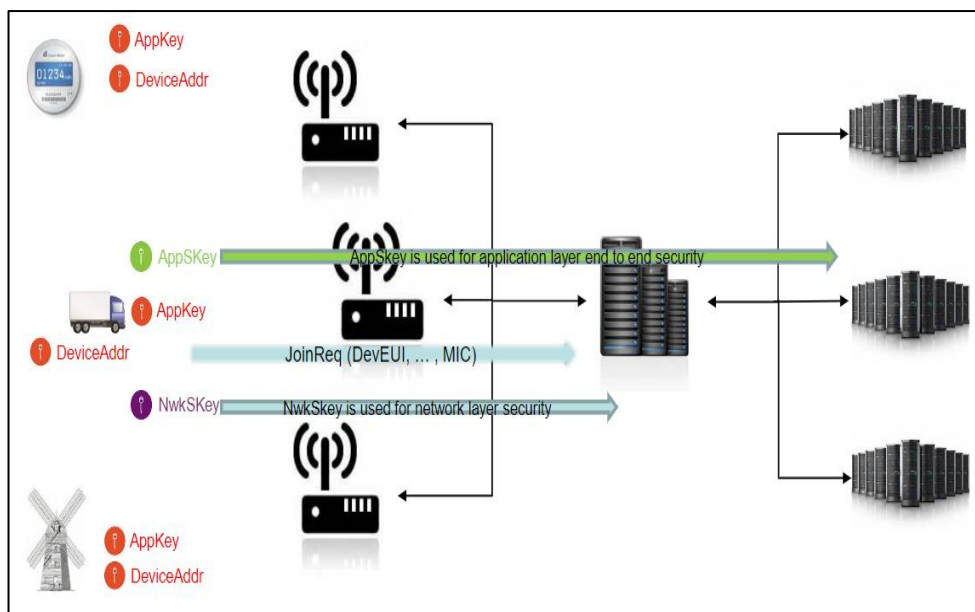 AppKey
DeviceAddr
01234
AppSKey
AppSkey is used for application layer end to end security
AppKey
DeviceAddr
JoinReq (DevEUI, ... , MIC)
NwkSKey
NwkSkey is used for network layer security
AppKey
DeviceAddr